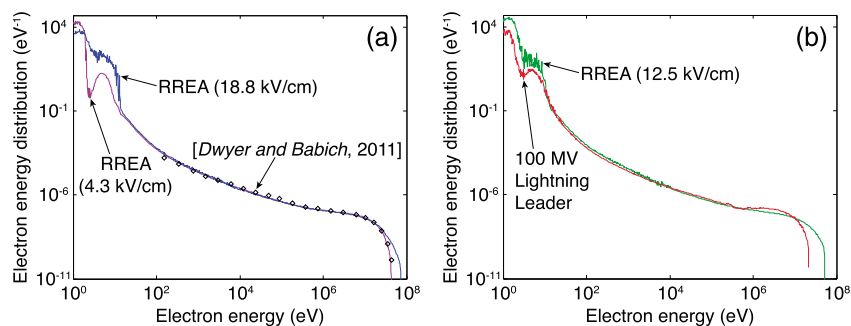 (a)
Electron energy distribution (eV⁻¹)
10⁴
10⁻¹
10⁻⁶
10⁻¹¹
RREA (18.8 kV/cm)
[Dwyer and Babich, 2011]
RREA
(4.3 kV/cm)
10⁰
10²
10⁴
10⁶
10⁸
Electron energy (eV)
(b)
Electron energy distribution (eV⁻¹)
10⁴
10⁻¹
10⁻⁶
10⁻¹¹
RREA (12.5 kV/cm)
100 MV
Lightning
Leader
10⁰
10²
10⁴
10⁶
10⁸
Electron energy (eV)